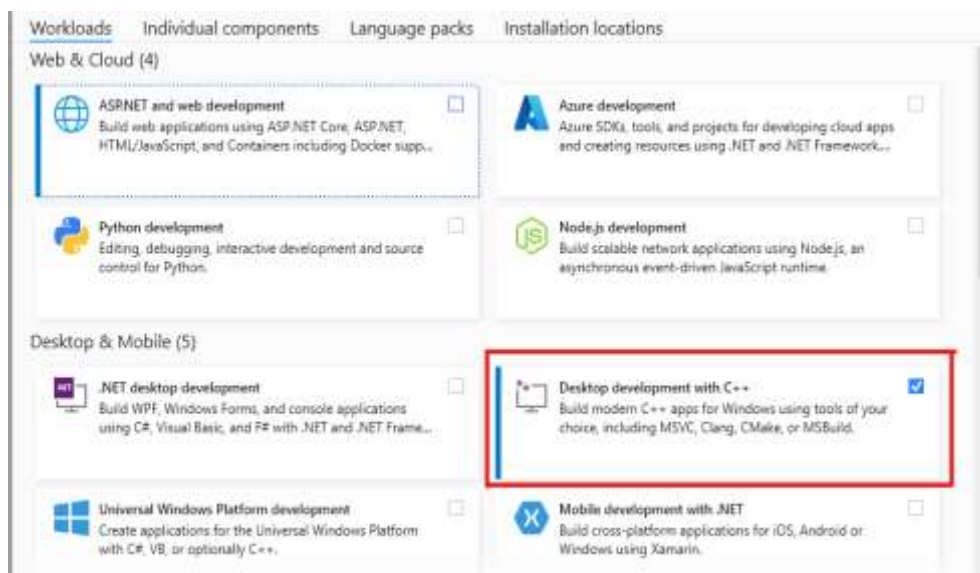 Workloads Individual components Language packs Installation locations
Web & Cloud (4)
ASP.NET and web development
Build web applications using ASP.NET Core, ASP.NET,
HTML/JavaScript, and Containers including Docker supp...
Azure development
Azure SDKs, tools, and projects for developing cloud apps
and creating resources using .NET and .NET Framework....
Python development
Editing, debugging, interactive development and source
control for Python.
JS
Node.js development
Build scalable network applications using Node.js, an
asynchronous event-driven JavaScript runtime.
Desktop & Mobile (5)
.NET
.NET desktop development
Build WPF, Windows Forms, and console applications
using C#, Visual Basic, and F# with .NET and .NET Frame...
Desktop development with C++
Build modern C++ apps for Windows using tools of your
choice, including MSVC, Clang, CMake, or MSBuild.
Universal Windows Platform development
Create applications for the Universal Windows Platform
with C#, VB, or optionally C++.
Mobile development with .NET
Build cross-platform applications for iOS, Android or
Windows using Xamarin.